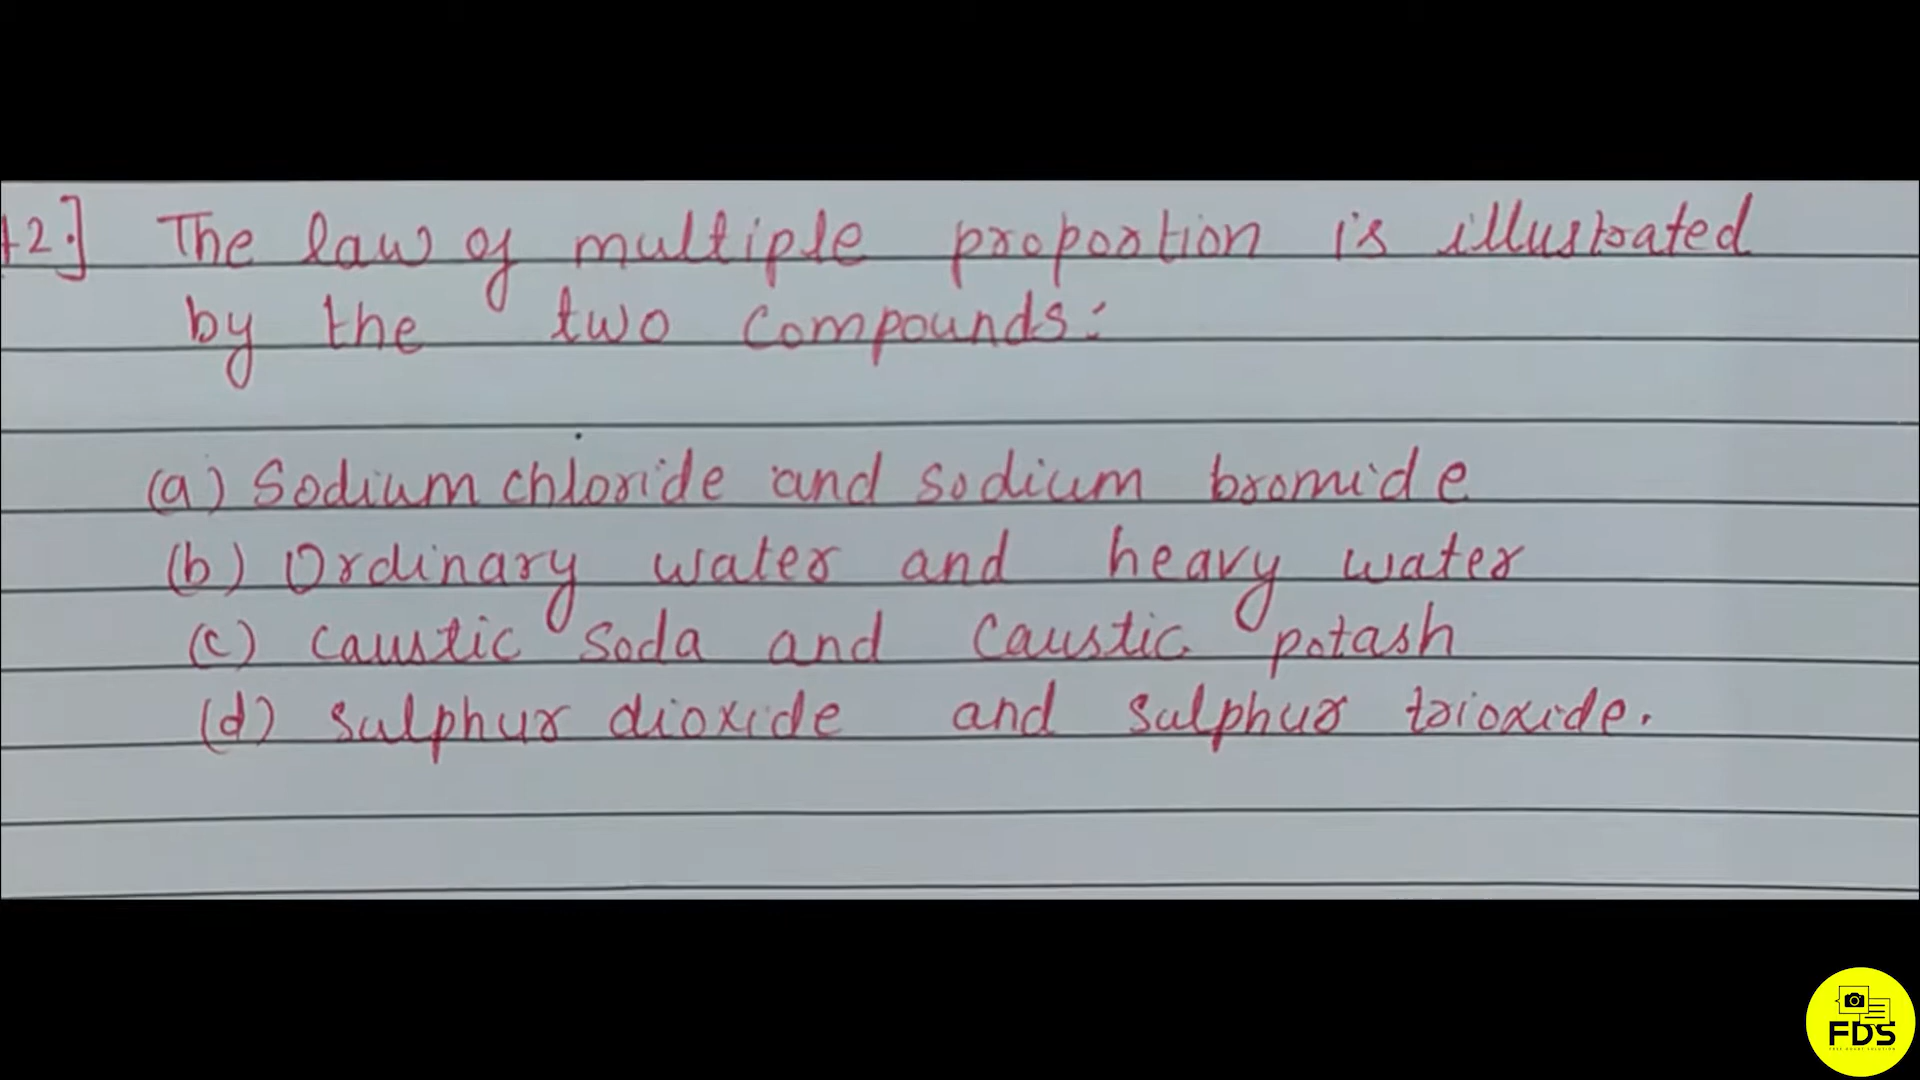 12.] The law of multiple proportion is illustrated
by the two compounds:
(a) Sodium chloride and sodium bromide
(b) Ordinary water and heavy water
(c) Caustic soda and Caustic potash
(d) sulphur dioxide and sulphur trioxide.
FDS